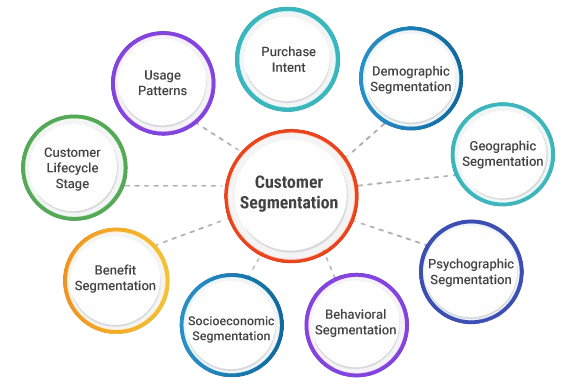 Purchase
Intent
Demographic
Segmentation
Geographic
Segmentation
Psychographic
Segmentation
Behavioral
Segmentation
Socioeconomic
Segmentation
Benefit
Segmentation
Customer
Lifecycle
Stage
Usage
Patterns
Customer
Segmentation